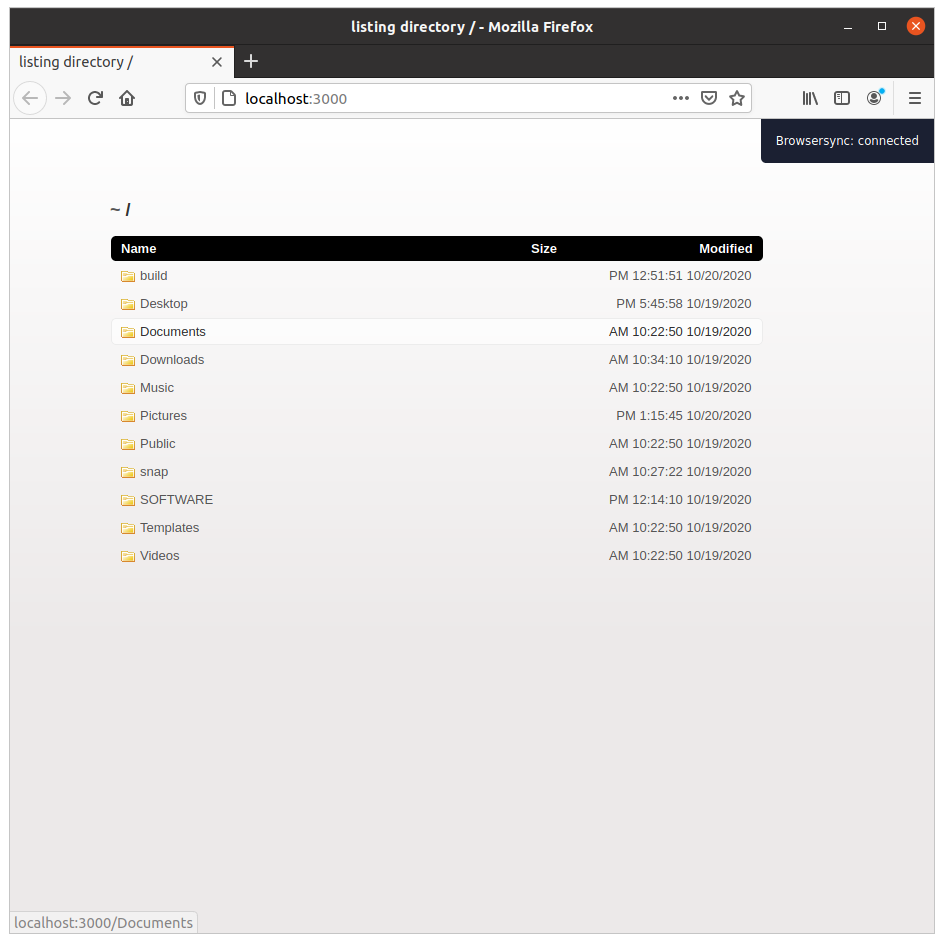 listing directory / - Mozilla Firefox
listing directory /
localhost:3000
Browsersync: connected
~ /
Name Size Modified
build PM 12:51:51 10/20/2020
Desktop PM 5:45:58 10/19/2020
Documents AM 10:22:50 10/19/2020
Downloads AM 10:34:10 10/19/2020
Music AM 10:22:50 10/19/2020
Pictures PM 1:15:45 10/20/2020
Public AM 10:22:50 10/19/2020
snap AM 10:27:22 10/19/2020
SOFTWARE PM 12:14:10 10/19/2020
Templates AM 10:22:50 10/19/2020
Videos AM 10:22:50 10/19/2020
localhost:3000/Documents